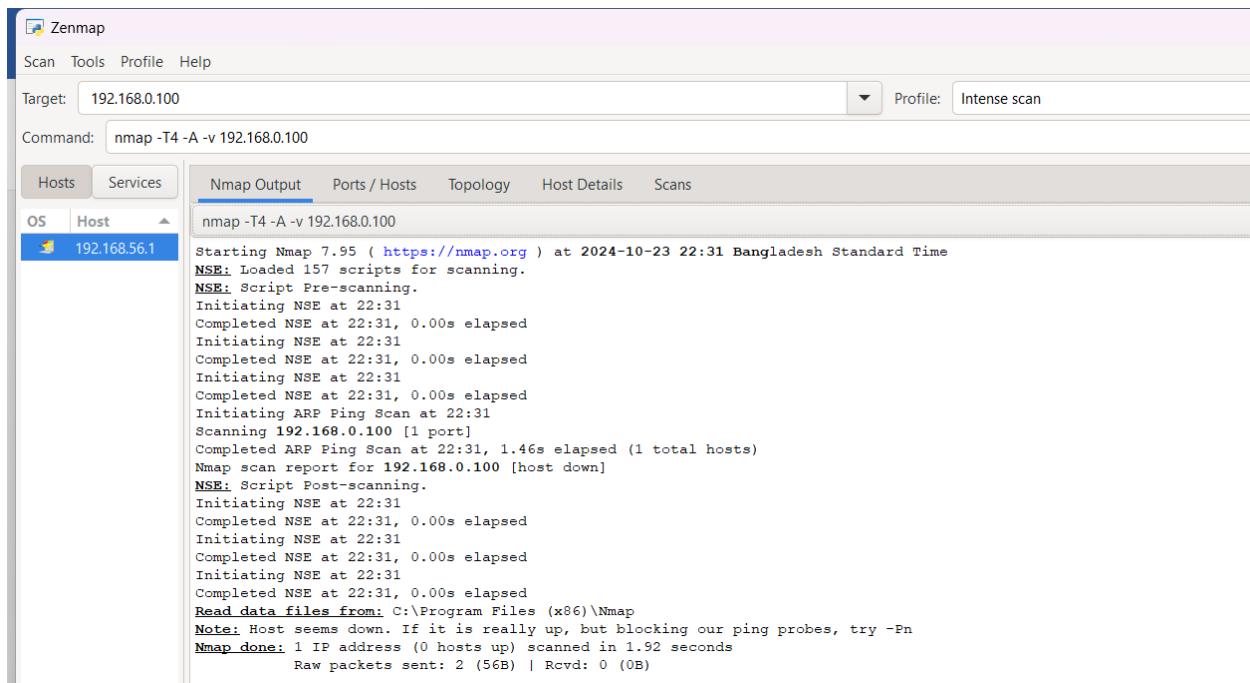 Zenmap
Scan Tools Profile Help
Target: 192.168.0.100 Profile: Intense scan
Command: nmap -T4 -A -v 192.168.0.100
Hosts Services Nmap Output Ports / Hosts Topology Host Details Scans
OS Host nmap -T4 -A -v 192.168.0.100
192.168.56.1
Starting Nmap 7.95 ( https://nmap.org ) at 2024-10-23 22:31 Bangladesh Standard Time
NSE: Loaded 157 scripts for scanning.
NSE: Script Pre-scanning.
Initiating NSE at 22:31
Completed NSE at 22:31, 0.00s elapsed
Initiating NSE at 22:31
Completed NSE at 22:31, 0.00s elapsed
Initiating NSE at 22:31
Completed NSE at 22:31, 0.00s elapsed
Initiating ARP Ping Scan at 22:31
Scanning 192.168.0.100 [1 port]
Completed ARP Ping Scan at 22:31, 1.46s elapsed (1 total hosts)
Nmap scan report for 192.168.0.100 [host down]
NSE: Script Post-scanning.
Initiating NSE at 22:31
Completed NSE at 22:31, 0.00s elapsed
Initiating NSE at 22:31
Completed NSE at 22:31, 0.00s elapsed
Initiating NSE at 22:31
Completed NSE at 22:31, 0.00s elapsed
Read data files from: C:\Program Files (x86)\Nmap
Note: Host seems down. If it is really up, but blocking our ping probes, try -Pn
Nmap done: 1 IP address (0 hosts up) scanned in 1.92 seconds
Raw packets sent: 2 (56B) | Rcvd: 0 (0B)